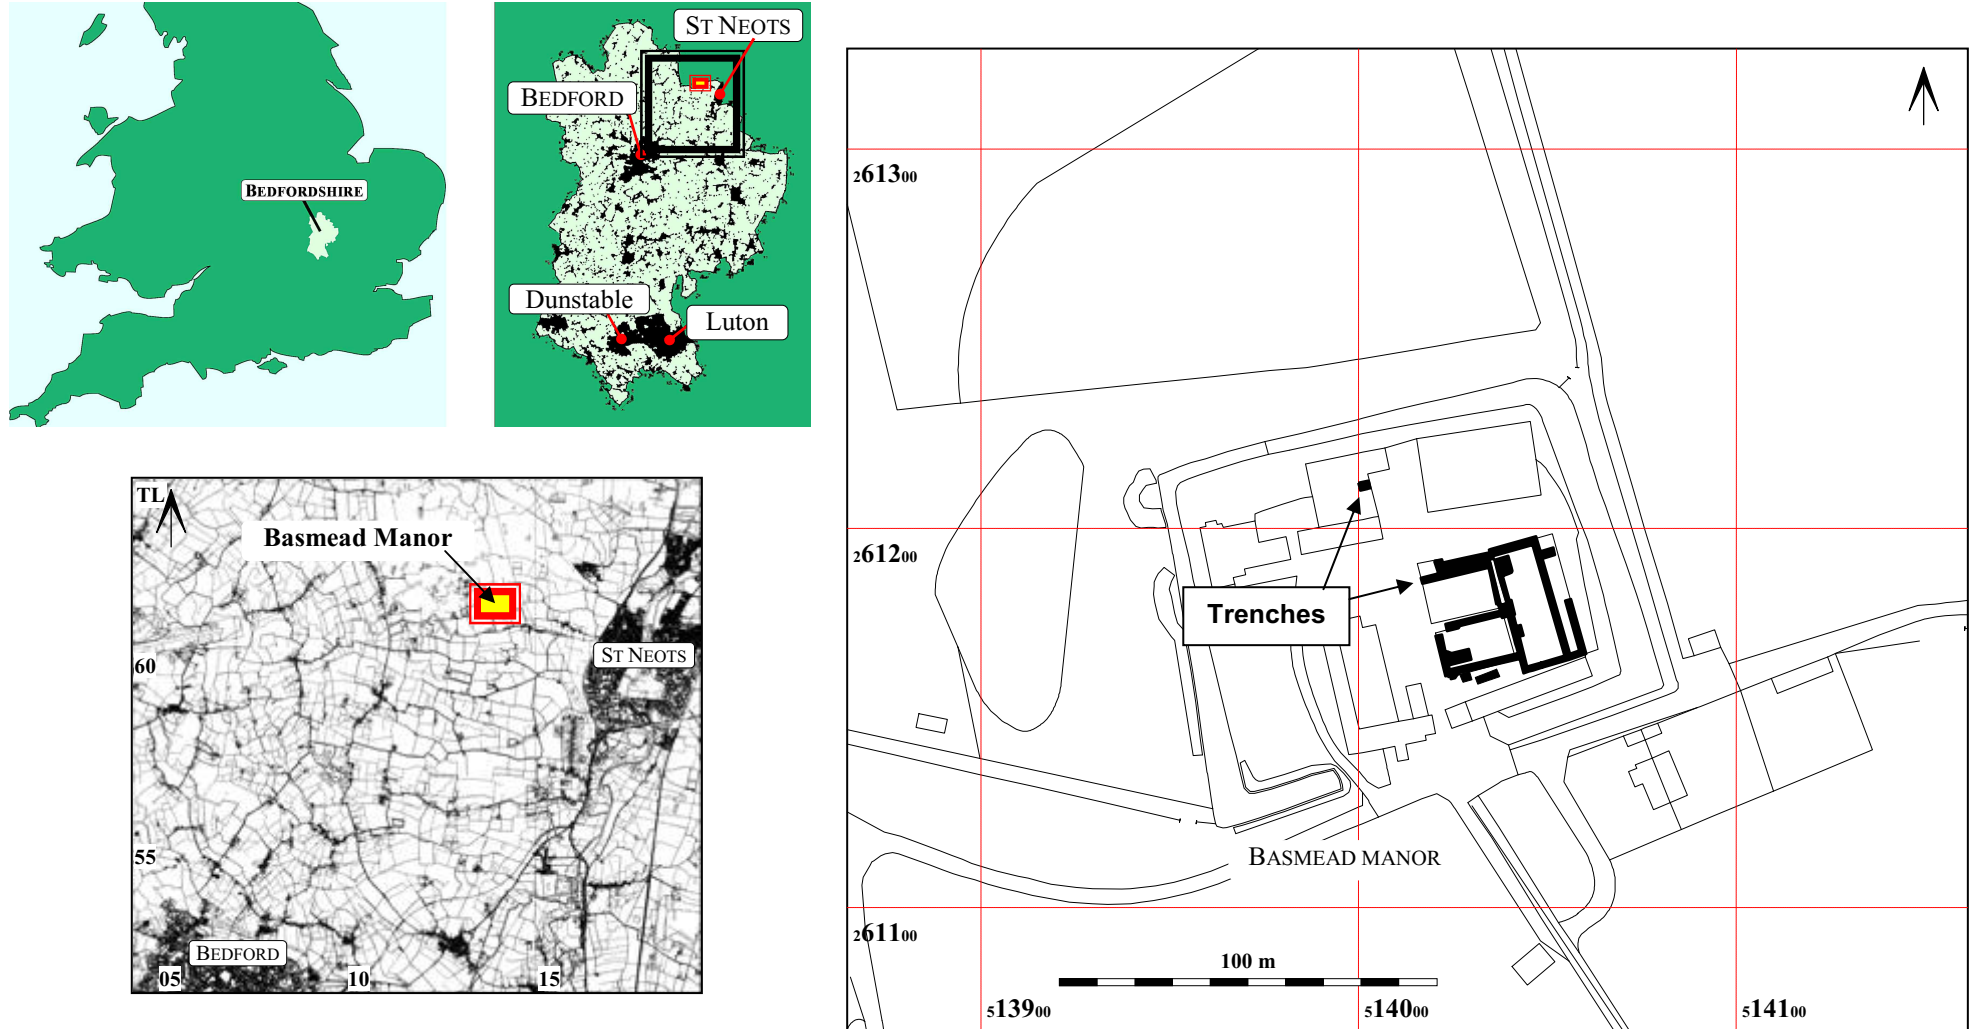 BEDFORDSHIRE
ST NEOTS
BEDFORD
Dunstable
Luton
TL
Basmead Manor
60
ST NEOTS
55
BEDFORD
05
10
15
261300
261200
Trenches
BASMEAD MANOR
261100
100 m
513900
514000
514100